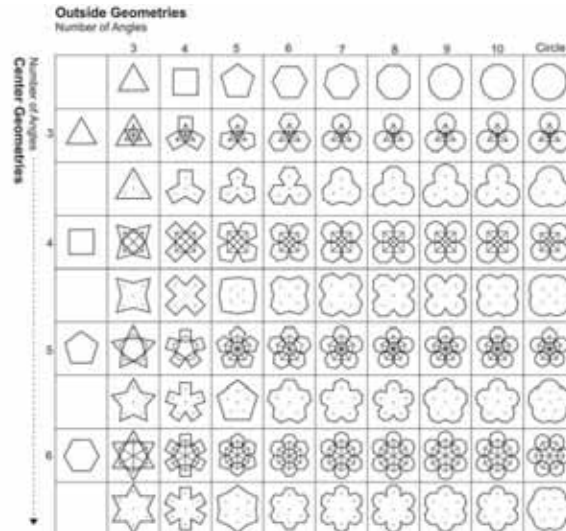 Outside Geometries
Number of Angles
3 4 5 6 7 8 9 10 Circle
Number of Angles
Center Geometries
3
4
5
6